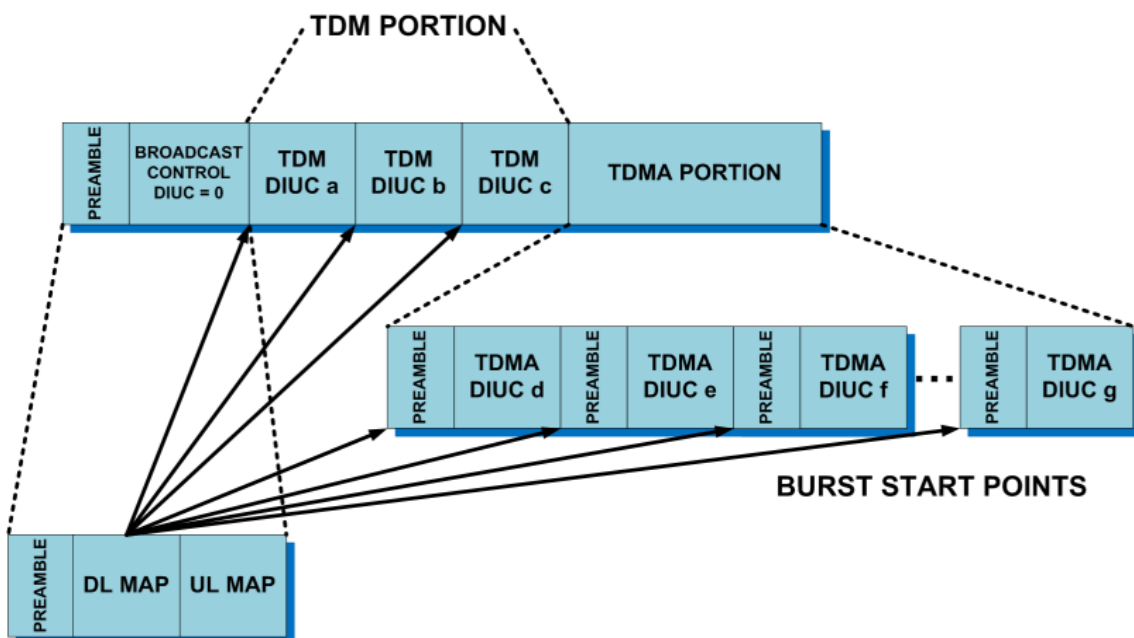 TDM PORTION
PREAMBLE
BROADCAST
CONTROL
DIUC = 0
TDM
DIUC a
TDM
DIUC b
TDM
DIUC c
TDMA PORTION
PREAMBLE
TDMA
DIUC d
PREAMBLE
TDMA
DIUC e
PREAMBLE
TDMA
DIUC f
PREAMBLE
TDMA
DIUC g
BURST START POINTS
PREAMBLE
DL MAP
UL MAP